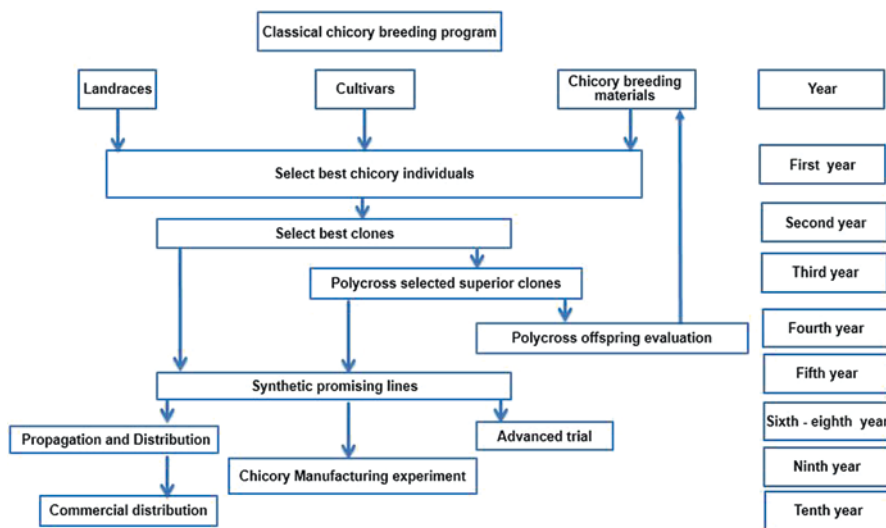 Classical chicory breeding program
Landraces
Cultivars
Chicory breeding
materials
Year
Select best chicory individuals
First year
Select best clones
Second year
Polycross selected superior clones
Third year
Polycross offspring evaluation
Fourth year
Synthetic promising lines
Fifth year
Propagation and Distribution
Advanced trial
Sixth - eighth year
Chicory Manufacturing experiment
Ninth year
Commercial distribution
Tenth year